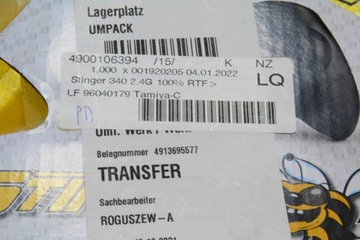 Lagerplatz
UMPACK
4900106394 /15/ K NZ
1.000 x 001920205 04.01.2022
Stinger 340 2.4G 100% RTF>
LQ
LF 96040179 Tamiya-C
Belegnummer 4913695577
TRANSFER
Sachbearbeiter
ROGUSZEW-A